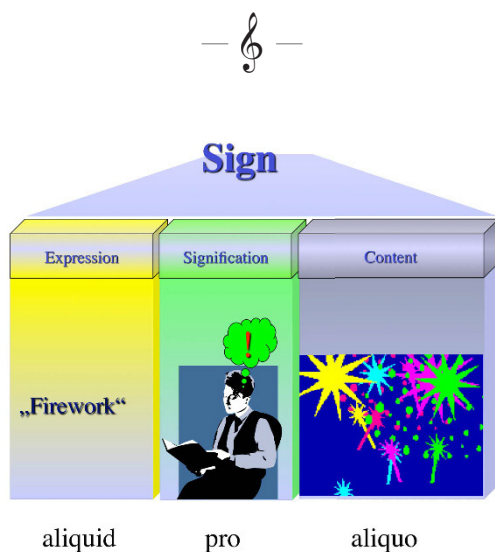 Sign
Expression Signification Content
„Firework“
!
aliquid pro aliquo